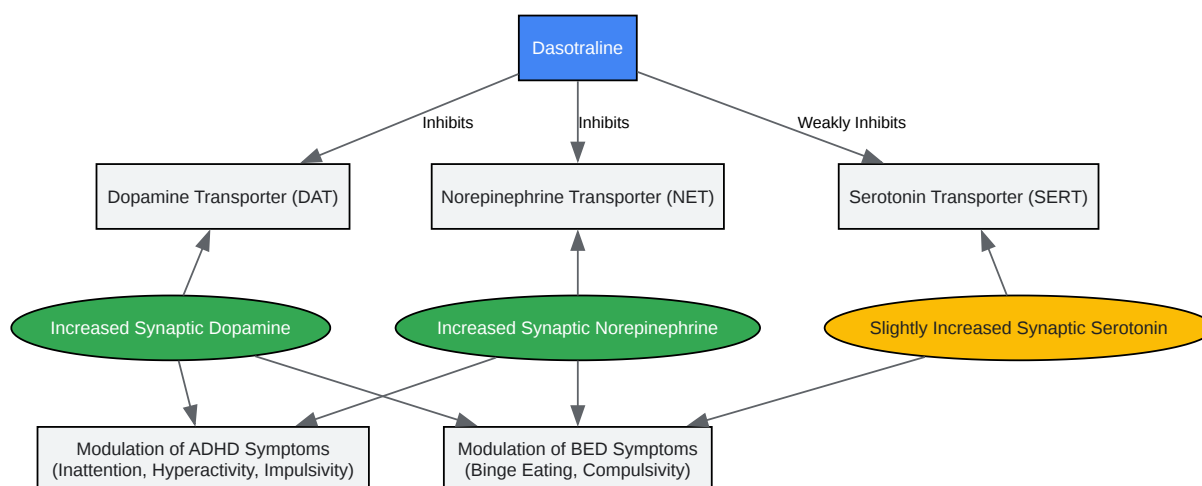 Dasotraline
Inhibits
Inhibits
Weakly Inhibits
Dopamine Transporter (DAT)
Norepinephrine Transporter (NET)
Serotonin Transporter (SERT)
Increased Synaptic Dopamine
Increased Synaptic Norepinephrine
Slightly Increased Synaptic Serotonin
Modulation of ADHD Symptoms
(Inattention, Hyperactivity, Impulsivity)
Modulation of BED Symptoms
(Binge Eating, Compulsivity)